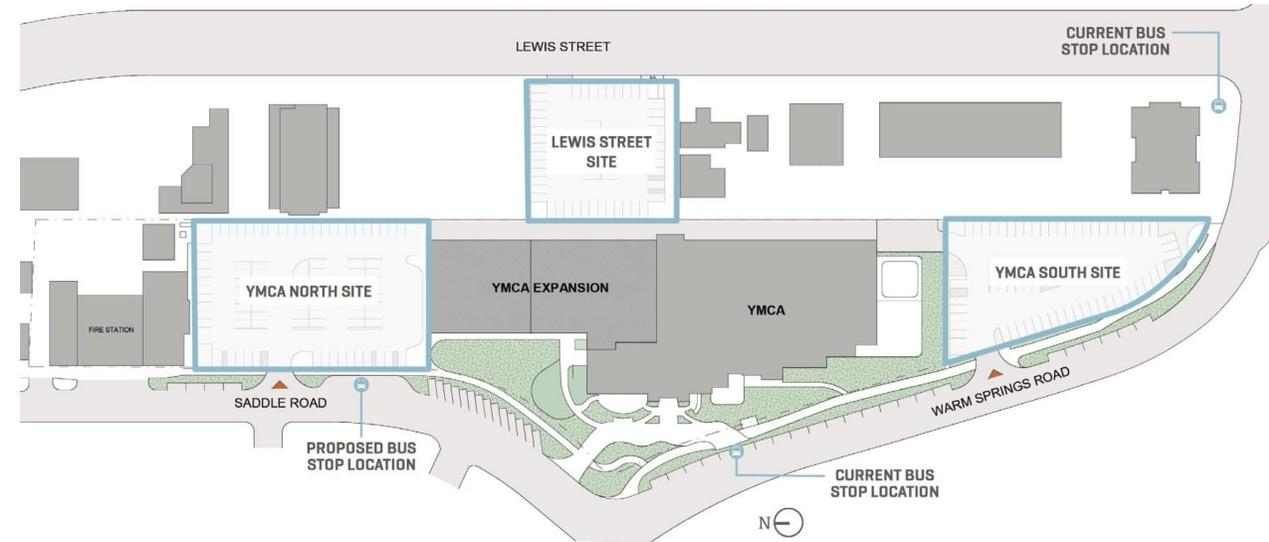 CURRENT BUS
STOP LOCATION
LEWIS STREET
LEWIS STREET
SITE
YMCA NORTH SITE
YMCA EXPANSION
YMCA
YMCA SOUTH SITE
FIRE STATION
SADDLE ROAD
WARM SPRINGS ROAD
PROPOSED BUS
STOP LOCATION
CURRENT BUS
STOP LOCATION
N